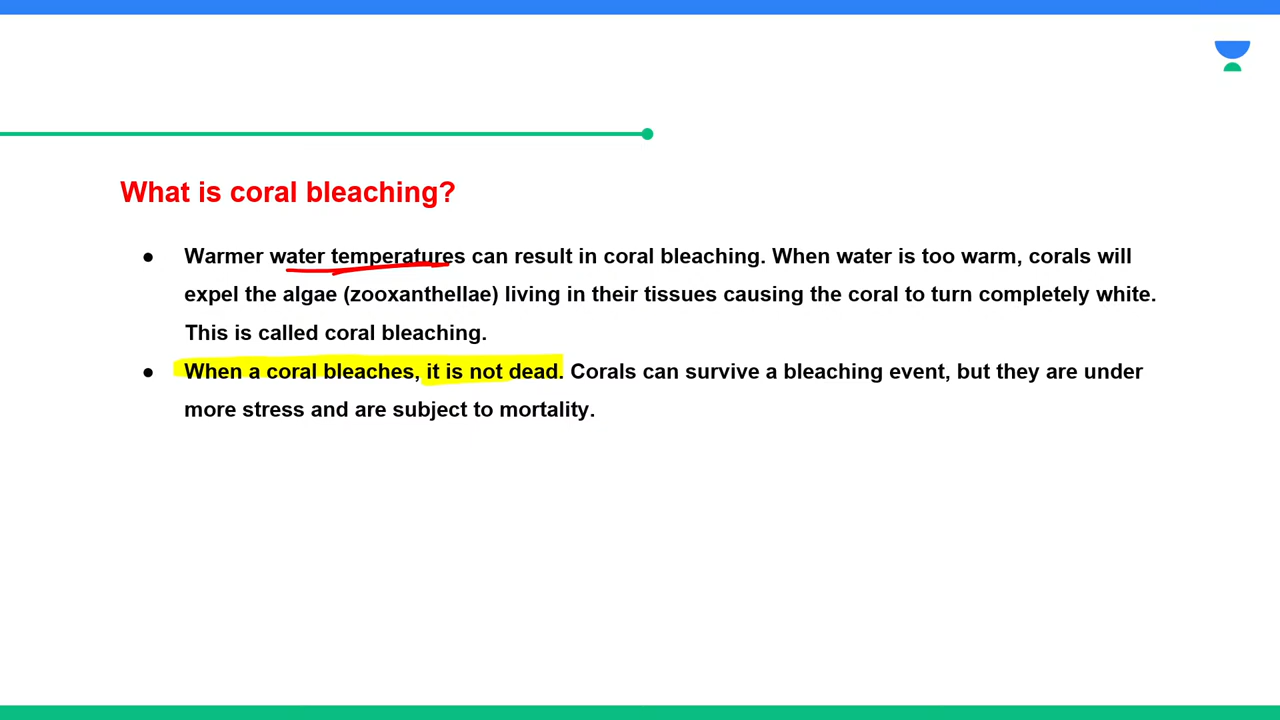 What is coral bleaching?
● Warmer water temperatures can result in coral bleaching. When water is too warm, corals will
expel the algae (zooxanthellae) living in their tissues causing the coral to turn completely white.
This is called coral bleaching.
● When a coral bleaches, it is not dead. Corals can survive a bleaching event, but they are under
more stress and are subject to mortality.